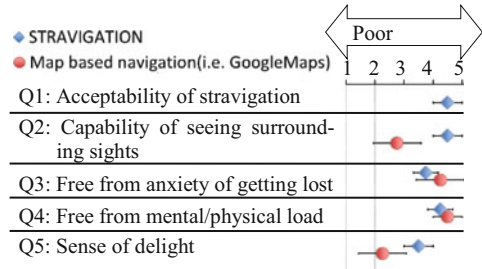 Poor
STRAVIGATION
Map based navigation(i.e. GoogleMaps)
1 2 3 4 5
Q1: Acceptability of stravigation
Q2: Capability of seeing surround-
ing sights
Q3: Free from anxiety of getting lost
Q4: Free from mental/physical load
Q5: Sense of delight